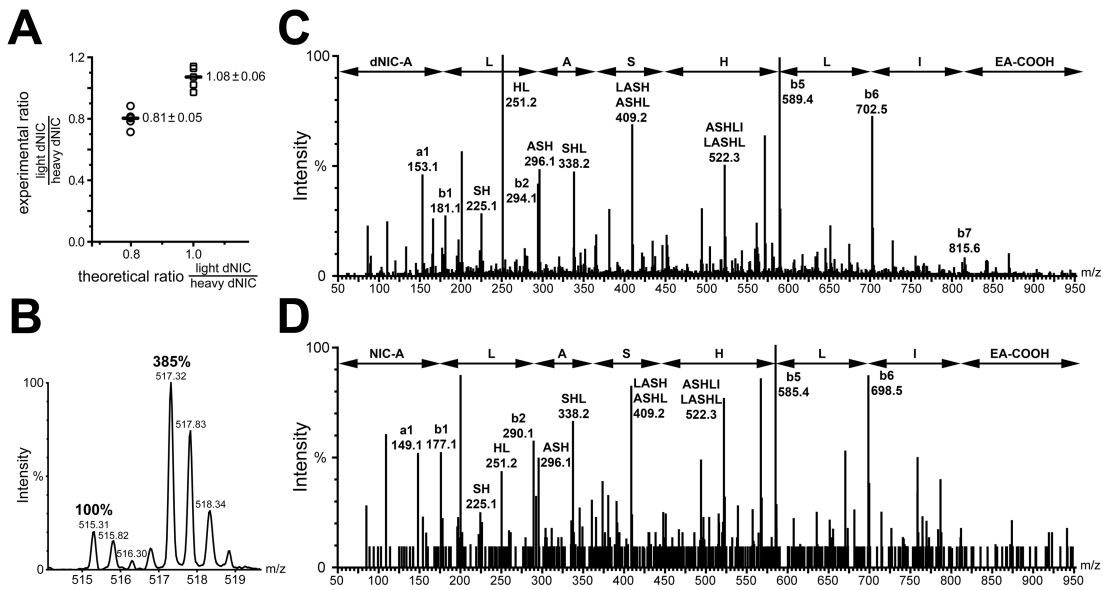 A
experimental ratio
light dNIC
heavy dNIC
1.2
0.8
0.4
0.0
1.08±0.06
0.81±0.05
0.8 1.0
theoretical ratio light dNIC
heavy dNIC
B
Intensity
100
%
0
385%
517.32
517.83
518.34
100%
515.31
515.82
516.30
515 516 517 518 519 m/z
C
Intensity
100
%
0
dNIC-A L A S H L I EA-COOH
a1
153.1
b1
181.1
SH
225.1
HL
251.2
b2
294.1
ASH
296.1
SHL
338.2
LASH
ASHL
409.2
ASHLI
LASHL
522.3
b5
589.4
b6
702.5
b7
815.6
50 100 150 200 250 300 350 400 450 500 550 600 650 700 750 800 850 900 950 m/z
D
Intensity
100
%
0
NIC-A L A S H L I EA-COOH
a1
149.1
b1
177.1
SH
225.1
HL
251.2
b2
290.1
ASH
296.1
SHL
338.2
LASH
ASHL
409.2
ASHLI
LASHL
522.3
b5
585.4
b6
698.5
50 100 150 200 250 300 350 400 450 500 550 600 650 700 750 800 850 900 950 m/z